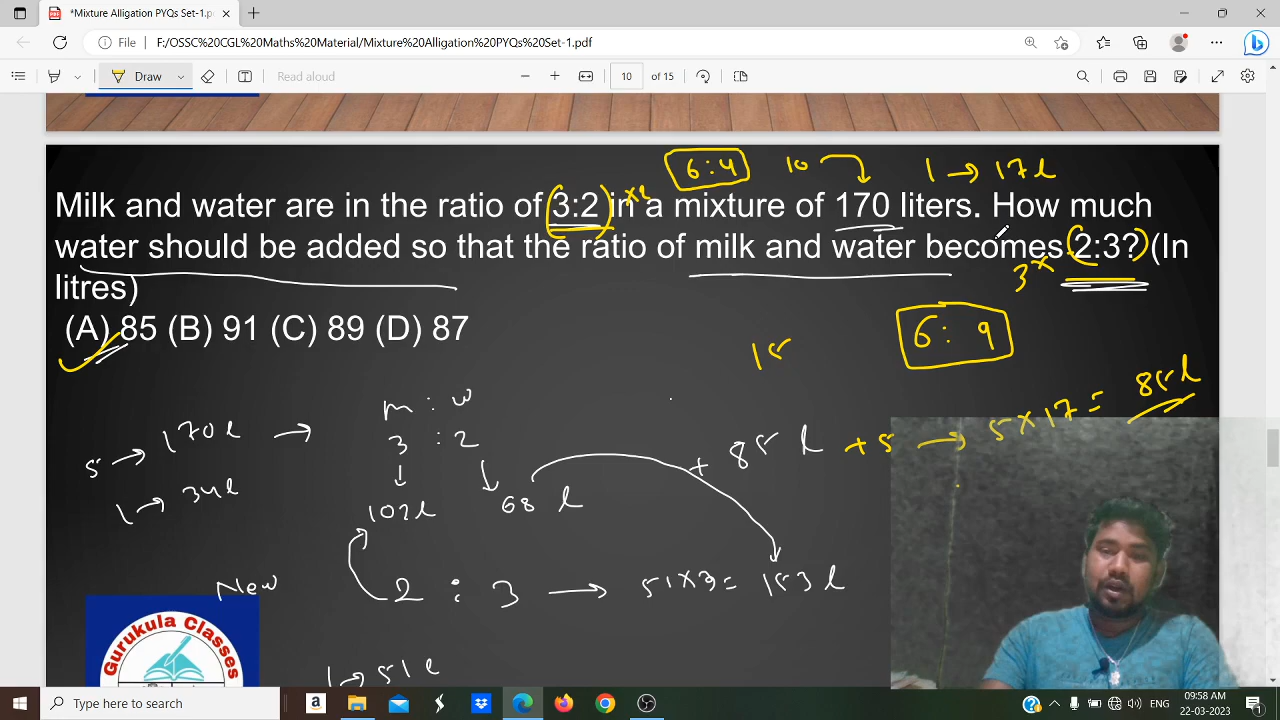 *Mixture Alligation PYQs Set-1.p
File
F:/OSSC%20CGL%20Maths%20Material/Mixture%20Alligation%20PYQs%20Set-1.pdf
Draw
Read aloud
10 of 15
6:4 10 1 → 17 l
Milk and water are in the ratio of 3:2 in a mixture of 170 liters. How much
water should be added so that the ratio of milk and water becomes 2:3? (In
litres)
3×
(A) 85 (B) 91 (C) 89 (D) 87
6 : 9
15
m : w
5 → 170 l → 3 : 2
+ 85 l +5 → 5×17 = 85 l
1 → 34 l
102 l 68 l
New 2 : 3 → 51×3 = 153 l
1 → 51 l
Gurukula Classes
Type here to search
ENG
09:58 AM
22-03-2023